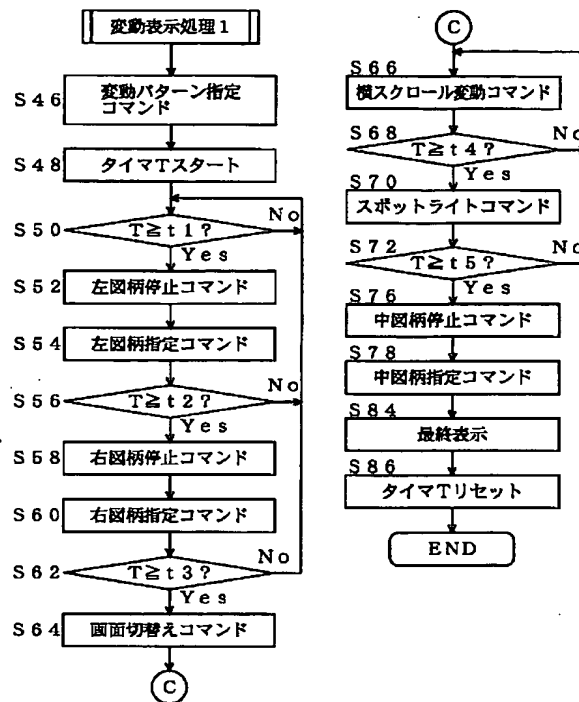 変動表示処理1
S46
変動パターン指定
コマンド
S48
タイマTスタート
S50
T≧t1?
No
Yes
S52
左図柄停止コマンド
S54
左図柄指定コマンド
S56
T≧t2?
No
Yes
S58
右図柄停止コマンド
S60
右図柄指定コマンド
S62
T≧t3?
No
Yes
S64
画面切替えコマンド
C
C
S66
横スクロール変動コマンド
S68
T≧t4?
No
Yes
S70
スポットライトコマンド
S72
T≧t5?
No
Yes
S76
中図柄停止コマンド
S78
中図柄指定コマンド
S84
最終表示
S86
タイマTリセット
END